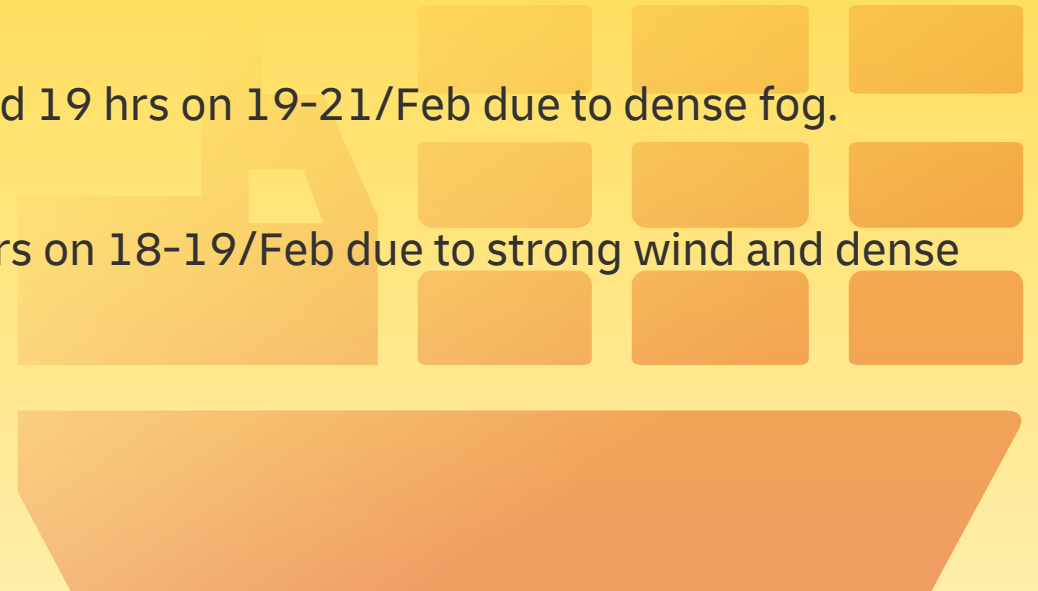 d 19 hrs on 19-21/Feb due to dense fog.
rs on 18-19/Feb due to strong wind and dense